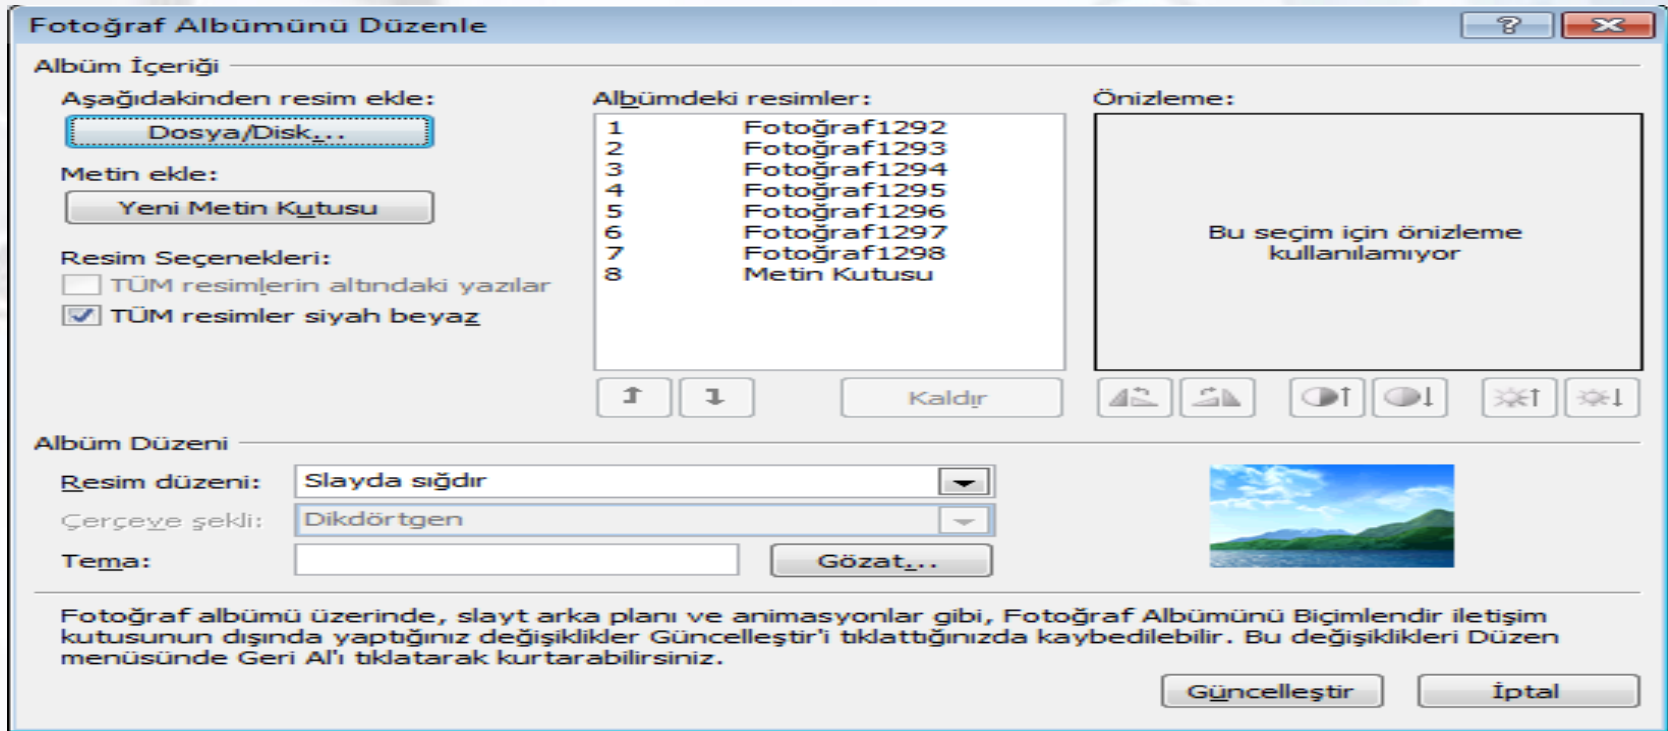 Fotoğraf Albümünü Düzenle
Albüm İçeriği
Aşağıdakinden resim ekle:
Dosya/Disk...
Metin ekle:
Yeni Metin Kutusu
Resim Seçenekleri:
TÜM resimlerin altındaki yazılar
TÜM resimler siyah beyaz
Albümdeki resimler:
1 Fotoğraf1292
2 Fotoğraf1293
3 Fotoğraf1294
4 Fotoğraf1295
5 Fotoğraf1296
6 Fotoğraf1297
7 Fotoğraf1298
8 Metin Kutusu
Kaldır
Önizleme:
Bu seçim için önizleme
kullanılamıyor
Albüm Düzeni
Resim düzeni: Slayda sığdır
Çerçeve şekli: Dikdörtgen
Tema:
Gözat...
Fotoğraf albümü üzerinde, slayt arka planı ve animasyonlar gibi, Fotoğraf Albümünü Biçimlendir iletişim
kutusunun dışında yaptığınız değişiklikler Güncelleştir'i tıklattığınızda kaybedilebilir. Bu değişiklikleri Düzen
menüsünde Geri Al'ı tıklatarak kurtarabilirsiniz.
Güncelleştir
İptal